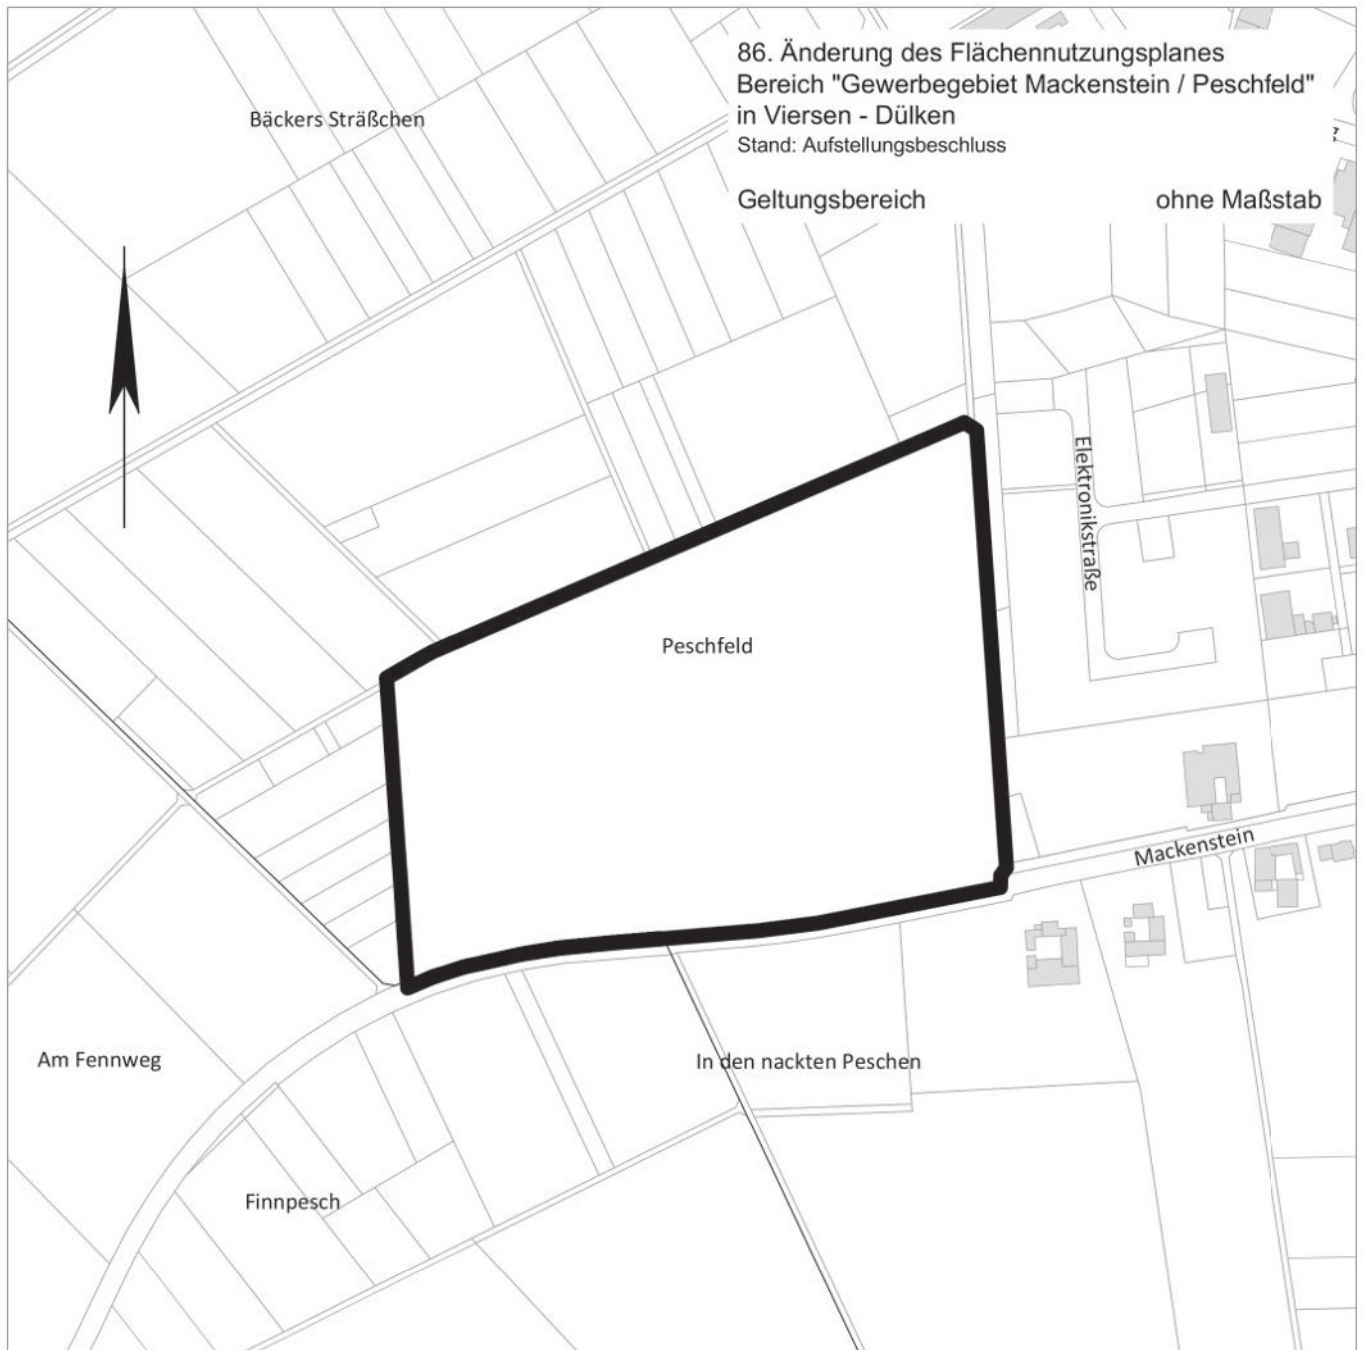 86. Änderung des Flächennutzungsplanes
Bereich "Gewerbegebiet Mackenstein / Peschfeld"
in Viersen - Dülken
Stand: Aufstellungsbeschluss
Geltungsbereich ohne Maßstab
Bäckers Sträßchen
Elektronikstraße
Peschfeld
Mackenstein
Am Fennweg
In den nackten Peschen
Finnpesch